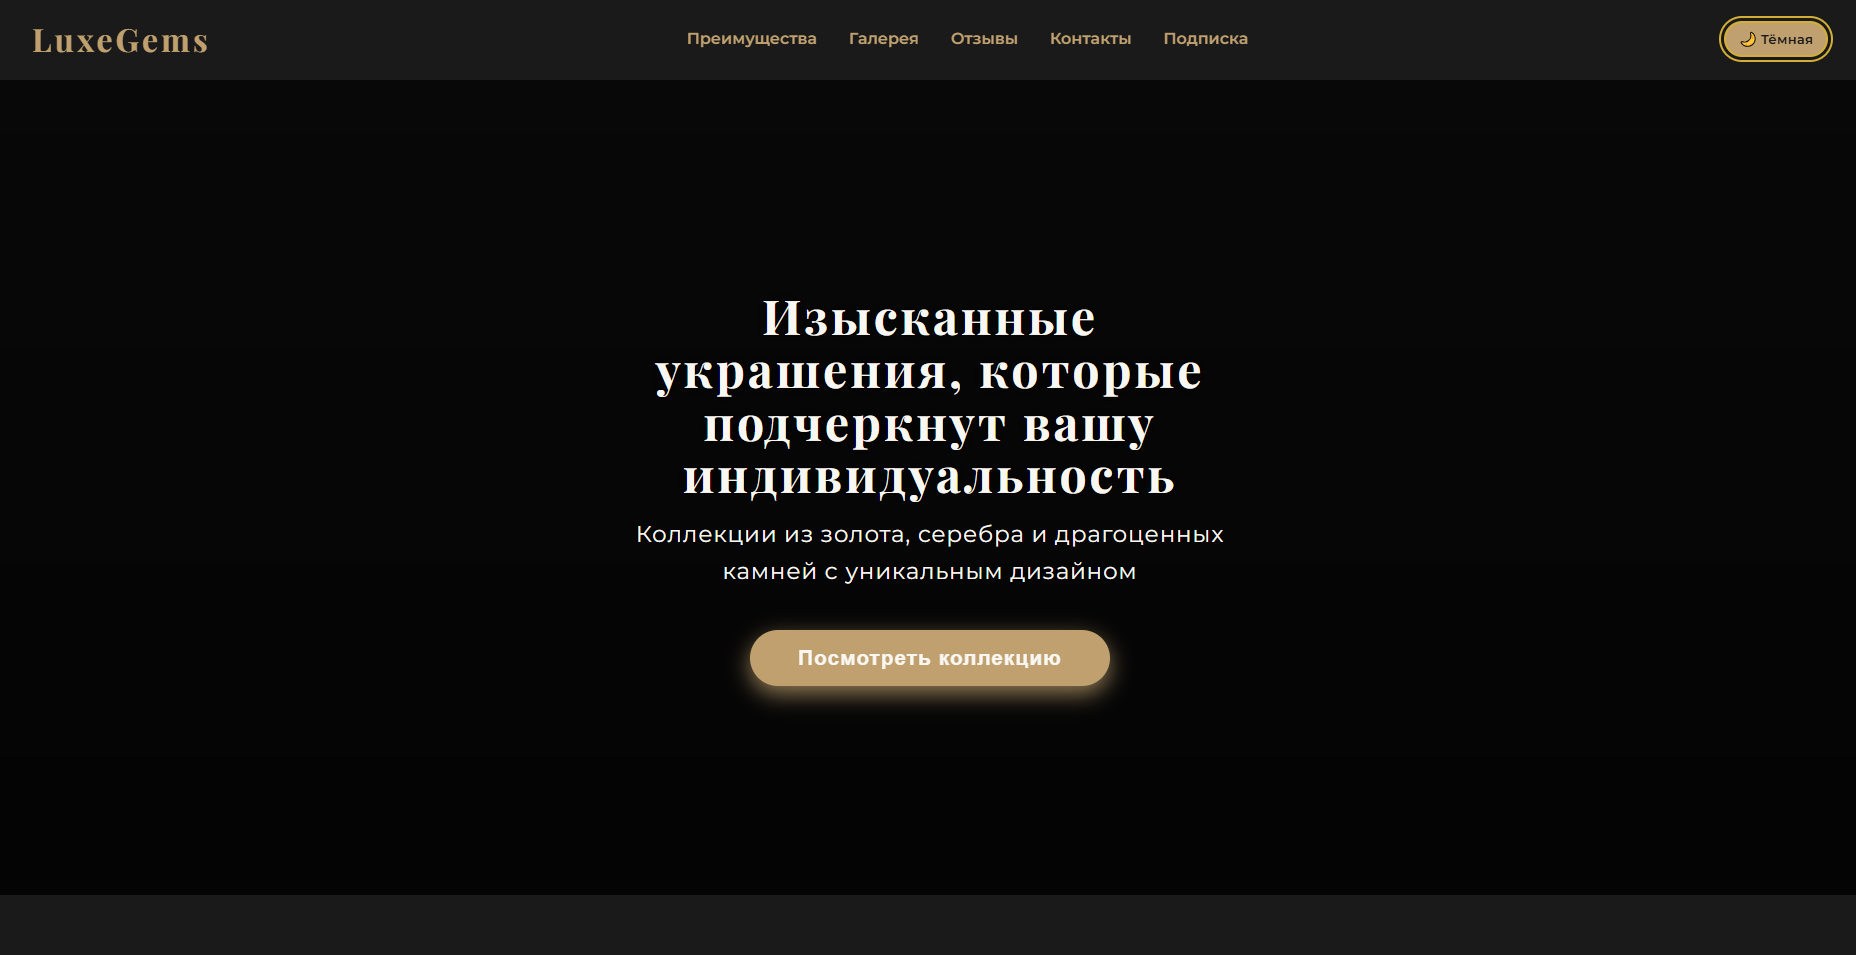 LuxeGems
Преимущества Галерея Отзывы Контакты Подписка
🌙 Тёмная
Изысканные
украшения, которые
подчеркнут вашу
индивидуальность
Коллекции из золота, серебра и драгоценных
камней с уникальным дизайном
Посмотреть коллекцию